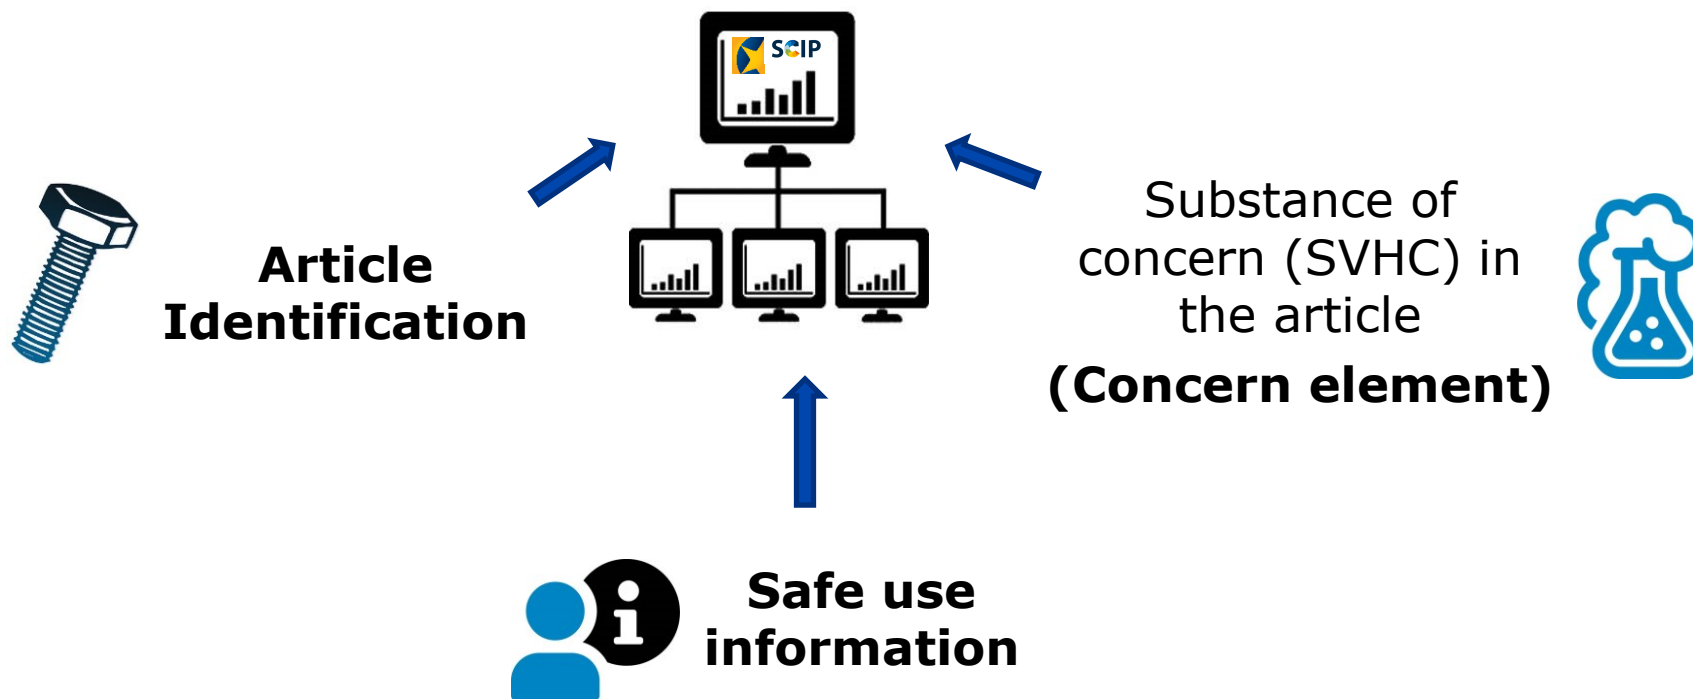 SCIP
Article
Identification
Substance of
concern (SVHC) in
the article
(Concern element)
i
Safe use
information